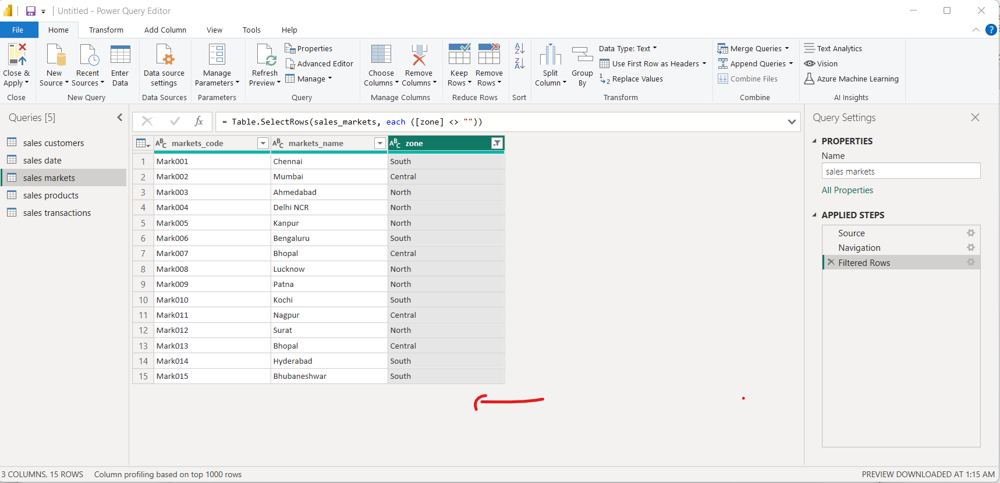 Untitled - Power Query Editor
File Home Transform Add Column View Tools Help
Close & Apply
Close
New Source
Recent Sources
Enter Data
New Query
Data source settings
Data Sources
Manage Parameters
Parameters
Refresh Preview
Properties
Advanced Editor
Manage
Query
Choose Columns
Remove Columns
Manage Columns
Keep Rows
Remove Rows
Reduce Rows
Sort
Split Column
Group By
Data Type: Text
Use First Row as Headers
Replace Values
Transform
Merge Queries
Append Queries
Combine Files
Combine
Text Analytics
Vision
Azure Machine Learning
AI Insights
Queries [5]
sales customers
sales date
sales markets
sales products
sales transactions
fx = Table.SelectRows(sales_markets, each ([zone] <> ""))
markets_code markets_name zone
1 Mark001 Chennai South
2 Mark002 Mumbai Central
3 Mark003 Ahmedabad North
4 Mark004 Delhi NCR North
5 Mark005 Kanpur North
6 Mark006 Bengaluru South
7 Mark007 Bhopal Central
8 Mark008 Lucknow North
9 Mark009 Patna North
10 Mark010 Kochi South
11 Mark011 Nagpur Central
12 Mark012 Surat North
13 Mark013 Bhopal Central
14 Mark014 Hyderabad South
15 Mark015 Bhubaneshwar South
Query Settings
PROPERTIES
Name
sales markets
All Properties
APPLIED STEPS
Source
Navigation
Filtered Rows
3 COLUMNS, 15 ROWS Column profiling based on top 1000 rows PREVIEW DOWNLOADED AT 1:15 AM